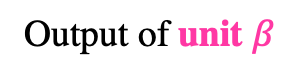 Output of unit β